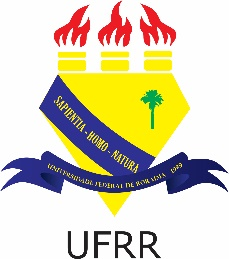 SAPIENTIA - HOMO - NATURA
UNIVERSIDADE FEDERAL DE RORAIMA 1989
UFRR